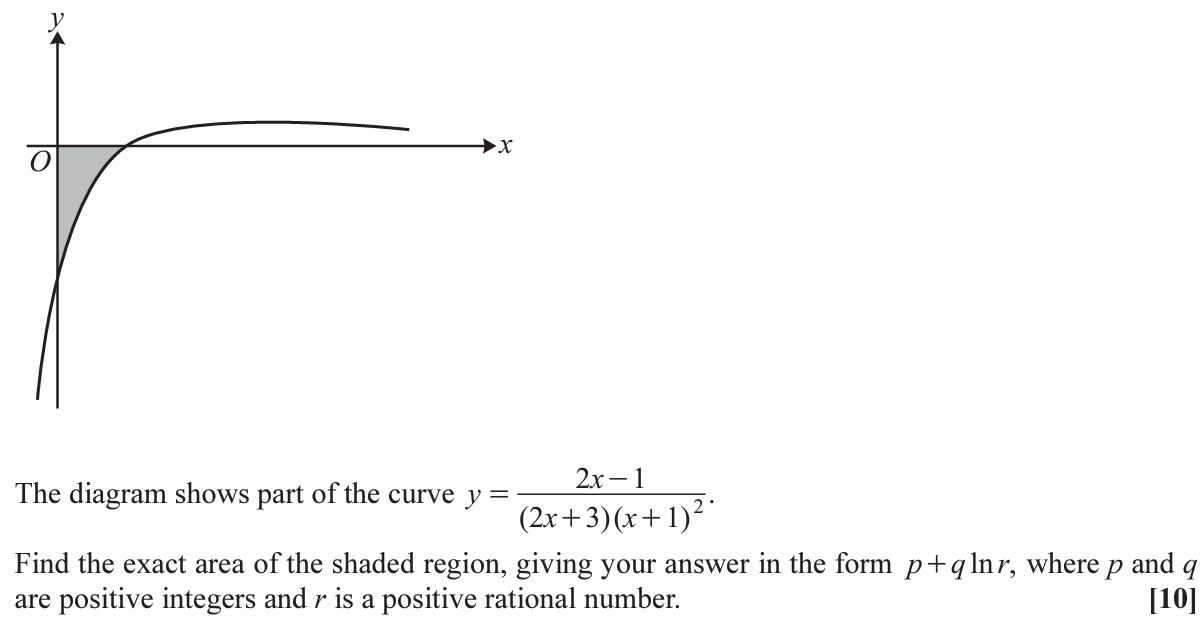 y
O
x
The diagram shows part of the curve y = \frac{2x-1}{(2x+3)(x+1)^2}.
Find the exact area of the shaded region, giving your answer in the form p+q ln r, where p and q
are positive integers and r is a positive rational number. [10]